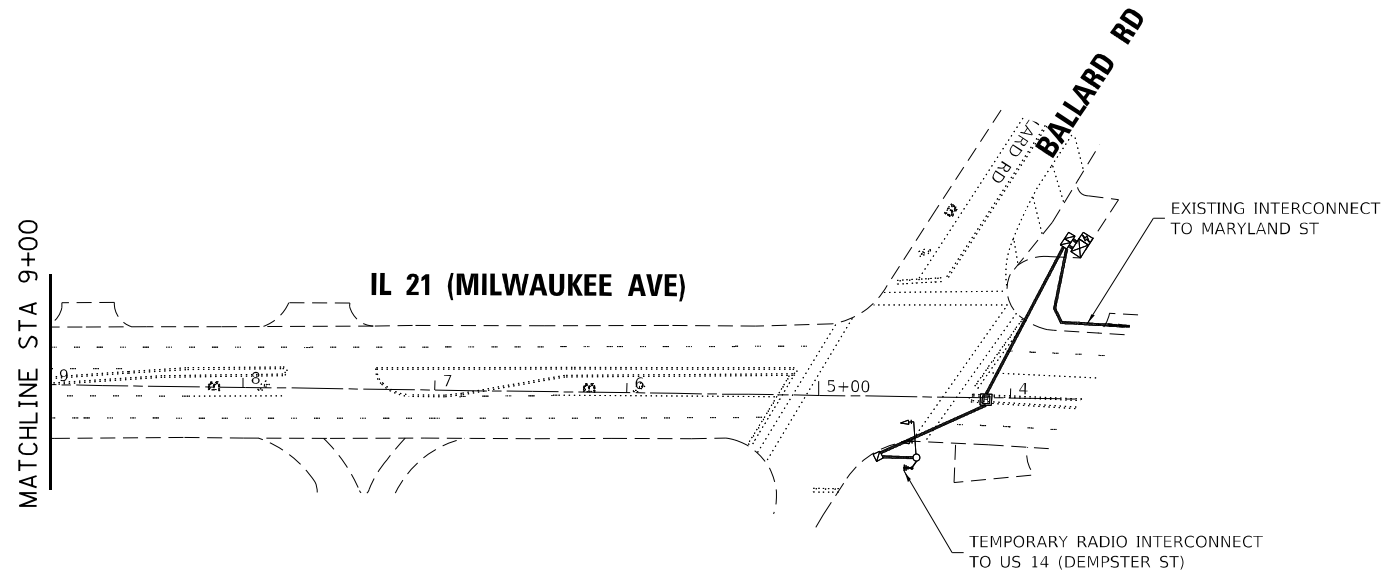 BALLARD RD
LARD RD
EXISTING INTERCONNECT
TO MARYLAND ST
MATCHLINE STA 9+00
IL 21 (MILWAUKEE AVE)
9
8
7
6
5+00
4
TEMPORARY RADIO INTERCONNECT
TO US 14 (DEMPSTER ST)